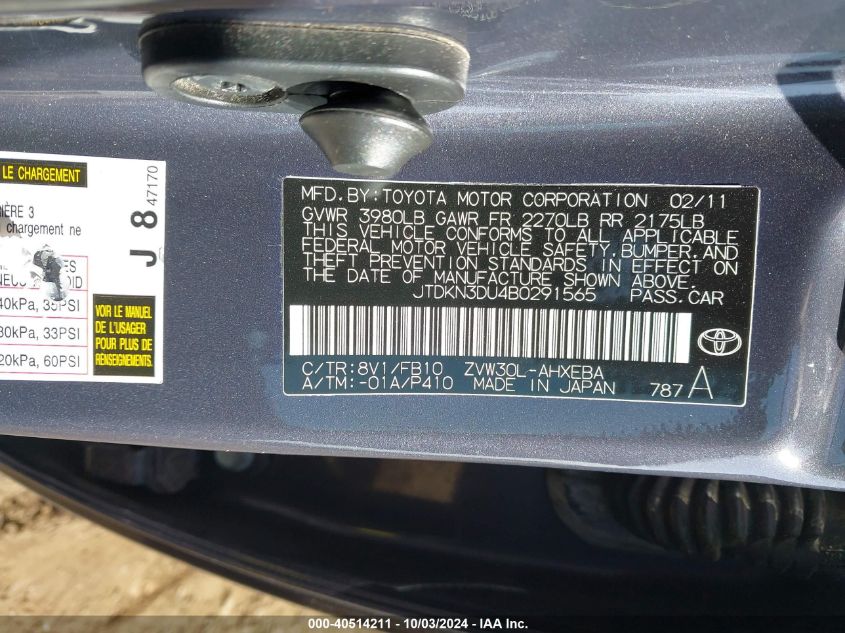 LE CHARGEMENT
3
chargement ne
J 8 47170
40kPa, 35PSI
30kPa, 33PSI
20kPa, 60PSI
VOIR LE MANUEL
DE L'USAGER
POUR PLUS DE
RENSEIGNEMENTS.
MFD.BY:TOYOTA MOTOR CORPORATION 02/11
GVWR 3980LB GAWR FR 2270LB RR 2175LB
THIS VEHICLE CONFORMS TO ALL APPLICABLE
FEDERAL MOTOR VEHICLE SAFETY,BUMPER,AND
THEFT PREVENTION STANDARDS IN EFFECT ON
THE DATE OF MANUFACTURE SHOWN ABOVE.
JTDKN3DU4B0291565 PASS.CAR
C/TR:8V1/FB10 ZVW30L-AHXEBA
A/TM:-01A/P410 MADE IN JAPAN 787 A
TOYOTA
000-40514211 - 10/03/2024 - IAA Inc.